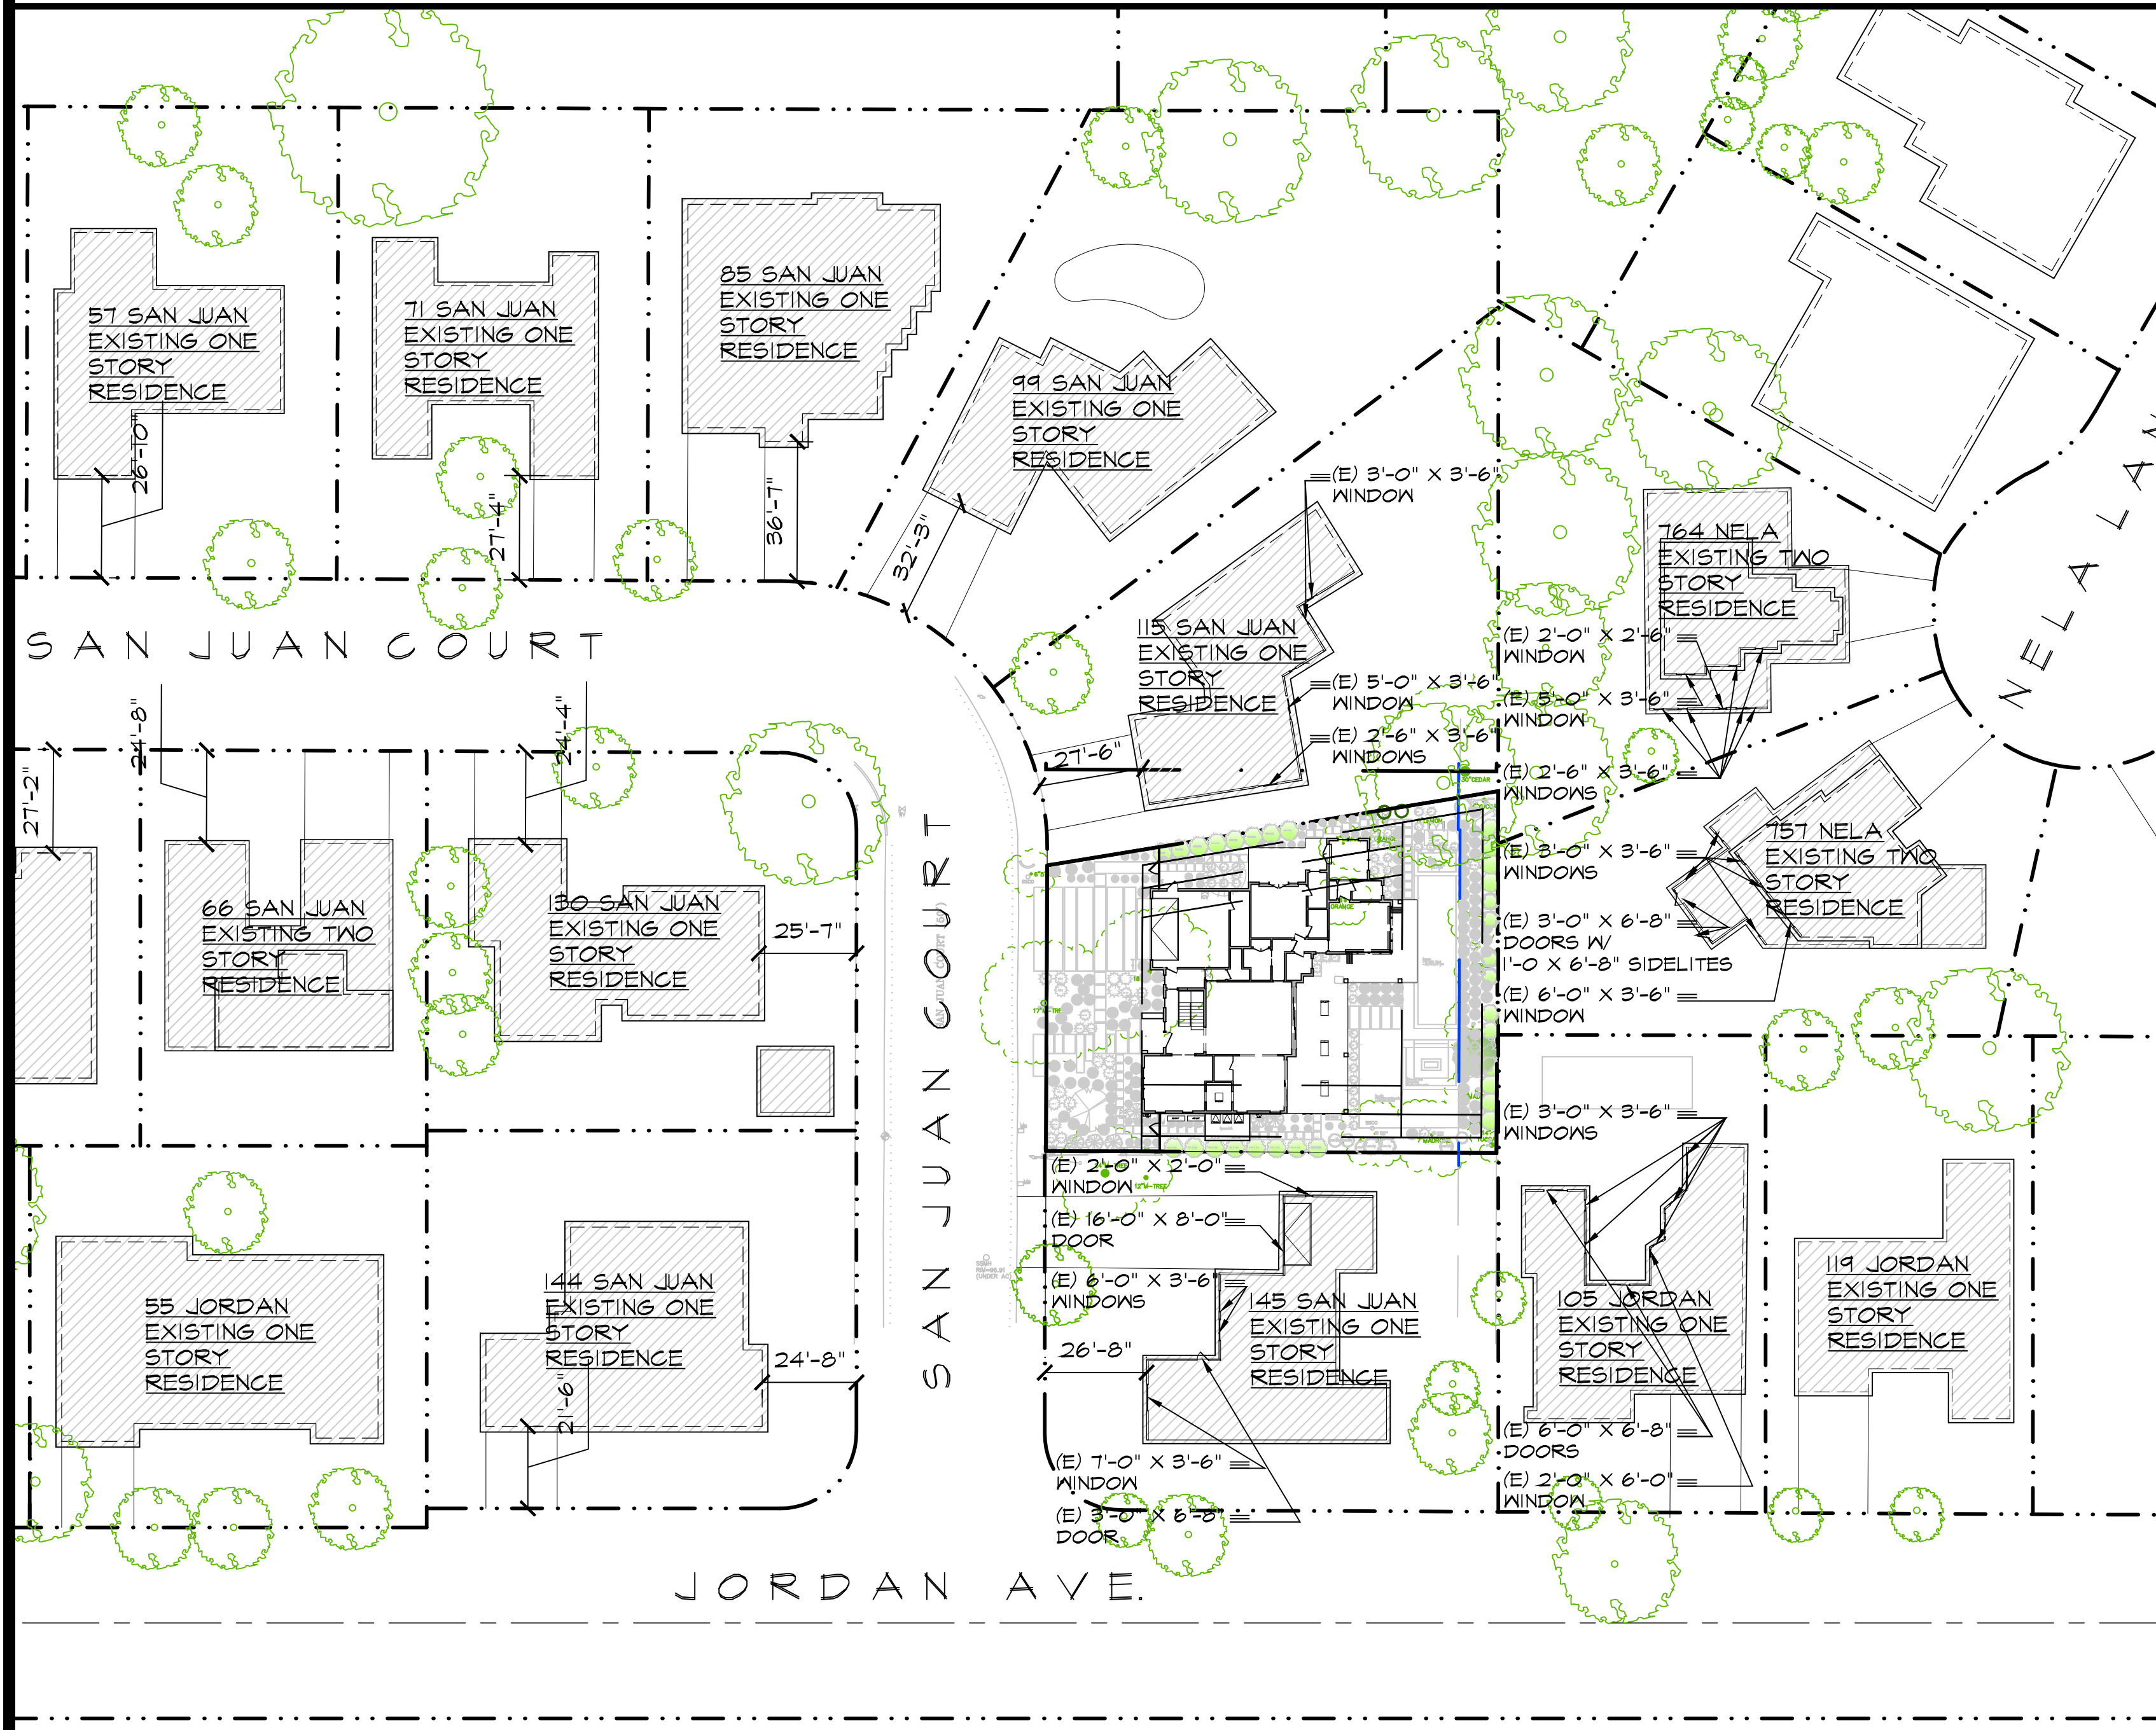 85 SAN JUAN
EXISTING ONE
STORY
RESIDENCE
57 SAN JUAN
EXISTING ONE
STORY
RESIDENCE
71 SAN JUAN
EXISTING ONE
STORY
RESIDENCE
99 SAN JUAN
EXISTING ONE
STORY
RESIDENCE
26'-10"
27'-4"
36'-7"
32'-3"
(E) 3'-0" X 3'-6"
WINDOW
764 NELA
EXISTING TWO
STORY
RESIDENCE
115 SAN JUAN
EXISTING ONE
STORY
RESIDENCE
SAN JUAN COURT
(E) 2'-0" X 2'-6"
WINDOW
(E) 5'-0" X 3'-6"
WINDOW
(E) 5'-0" X 3'-6"
WINDOW
(E) 2'-6" X 3'-6"
WINDOWS
(E) 2'-6" X 3'-6"
WINDOWS
27'-2"
24'-8"
24'-4"
27'-6"
30"CEDAR
757 NELA
EXISTING TWO
STORY
RESIDENCE
(E) 3'-0" X 3'-6"
WINDOWS
66 SAN JUAN
EXISTING TWO
STORY
RESIDENCE
130 SAN JUAN
EXISTING ONE
STORY
RESIDENCE
25'-7"
ORANGE
(E) 3'-0" X 6'-8"
DOORS W/
1'-0 X 6'-8" SIDELITES
(E) 6'-0" X 3'-6"
WINDOW
SAN JUAN COURT
(E) 3'-0" X 3'-6"
WINDOWS
(E) 2'-0" X 2'-0"
WINDOW
12"M-TREE
(E) 16'-0" X 8'-0"
DOOR
SSMH
(UNDER AC)
(E) 6'-0" X 3'-6"
WINDOWS
55 JORDAN
EXISTING ONE
STORY
RESIDENCE
144 SAN JUAN
EXISTING ONE
STORY
RESIDENCE
21'-6"
24'-8"
26'-8"
145 SAN JUAN
EXISTING ONE
STORY
RESIDENCE
105 JORDAN
EXISTING ONE
STORY
RESIDENCE
119 JORDAN
EXISTING ONE
STORY
RESIDENCE
(E) 6'-0" X 6'-8"
DOORS
(E) 7'-0" X 3'-6"
WINDOW
(E) 2'-0" X 6'-0"
WINDOW
(E) 3'-0" X 6'-8"
DOOR
JORDAN AVE.